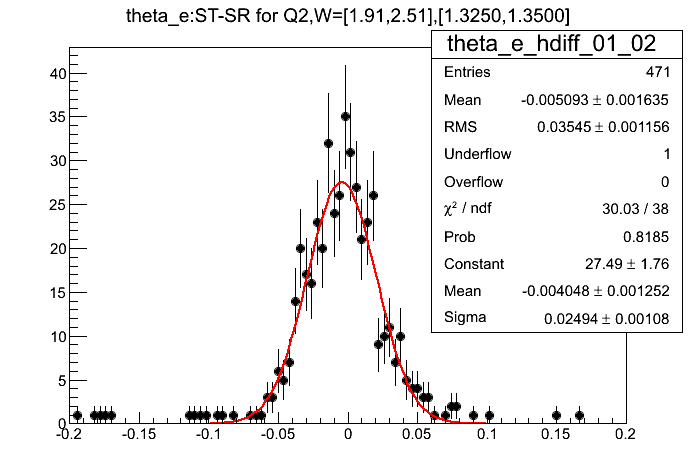 theta_e:ST-SR for Q2,W=[1.91,2.51],[1.3250,1.3500]
theta_e_hdiff_01_02
Entries 471
Mean -0.005093 ± 0.001635
RMS 0.03545 ± 0.001156
Underflow 1
Overflow 0
χ² / ndf 30.03 / 38
Prob 0.8185
Constant 27.49 ± 1.76
Mean -0.004048 ± 0.001252
Sigma 0.02494 ± 0.00108
40
35
30
25
20
15
10
5
0
-0.2 -0.15 -0.1 -0.05 0 0.05 0.1 0.15 0.2